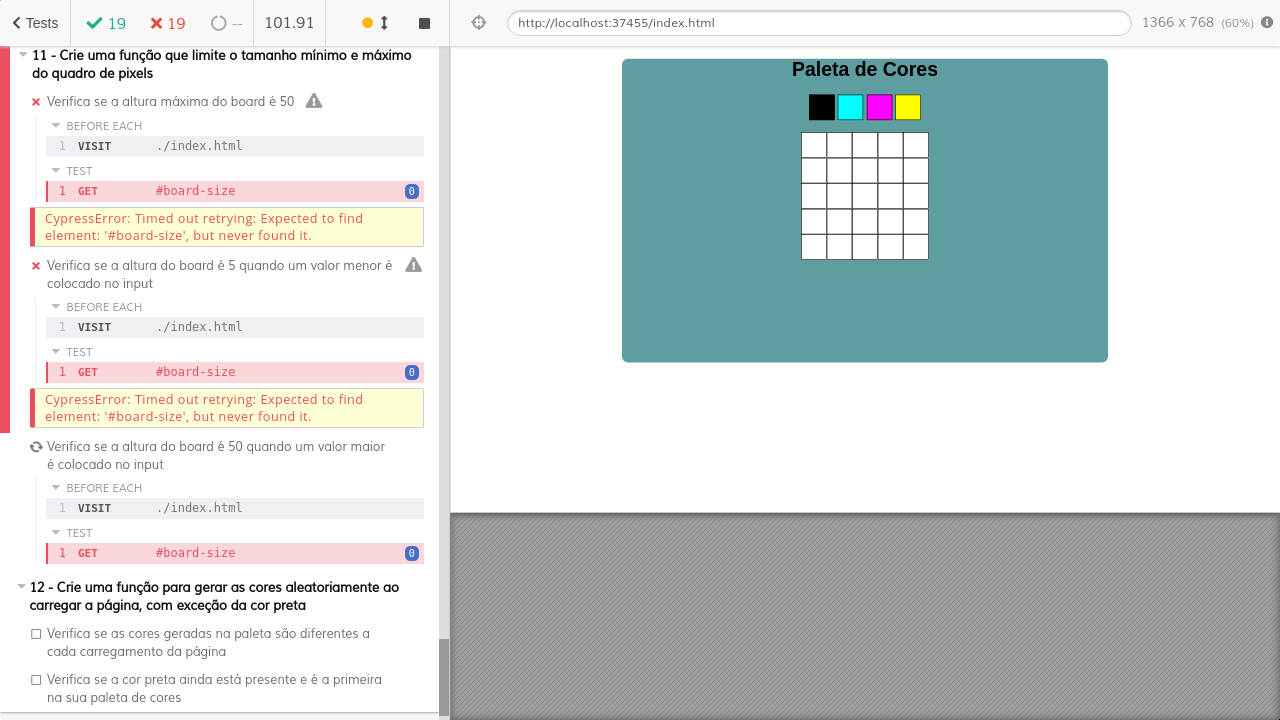 Tests
19
19
--
101.91
http://localhost:37455/index.html
1366 x 768 (60%)
11 - Crie uma função que limite o tamanho mínimo e máximo
do quadro de pixels
Verifica se a altura máxima do board é 50
BEFORE EACH
1 VISIT ./index.html
TEST
1 GET #board-size 0
CypressError: Timed out retrying: Expected to find
element: '#board-size', but never found it.
Verifica se a altura do board é 5 quando um valor menor é
colocado no input
BEFORE EACH
1 VISIT ./index.html
TEST
1 GET #board-size 0
CypressError: Timed out retrying: Expected to find
element: '#board-size', but never found it.
Verifica se a altura do board é 50 quando um valor maior
é colocado no input
BEFORE EACH
1 VISIT ./index.html
TEST
1 GET #board-size 0
12 - Crie uma função para gerar as cores aleatoriamente ao
carregar a página, com exceção da cor preta
Verifica se as cores geradas na paleta são diferentes a
cada carregamento da página
Verifica se a cor preta ainda está presente e é a primeira
na sua paleta de cores
Paleta de Cores